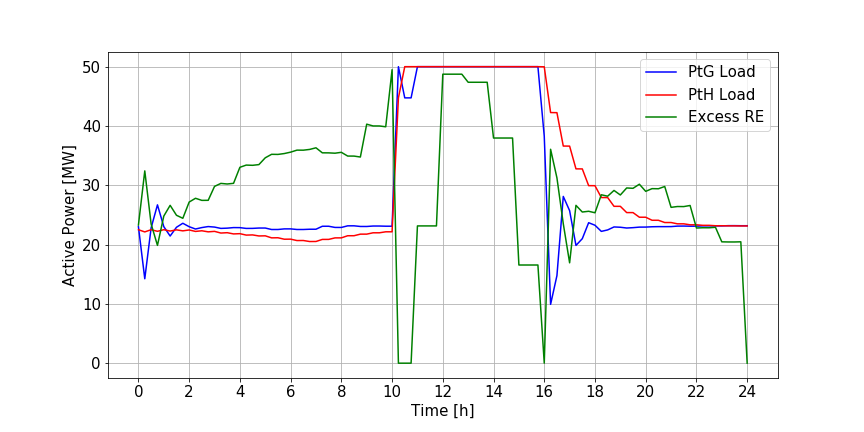 PtG Load
PtH Load
Excess RE
Active Power [MW]
50
40
30
20
10
0
0 2 4 6 8 10 12 14 16 18 20 22 24
Time [h]